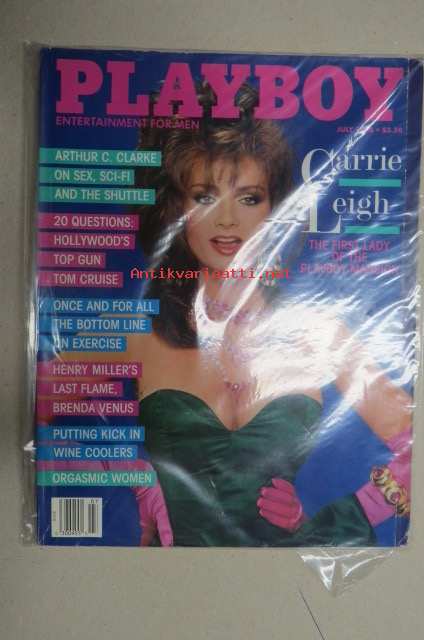 PLAYBOY
ENTERTAINMENT FOR MEN
JULY
ARTHUR C. CLARKE
ON SEX, SCI-FI
AND THE SHUTTLE
20 QUESTIONS:
HOLLYWOOD'S
TOP GUN
TOM CRUISE
ONCE AND FOR ALL
THE BOTTOM LINE
ON EXERCISE
HENRY MILLER'S
LAST FLAME,
BRENDA VENUS
PUTTING KICK IN
WINE COOLERS
ORGASMIC WOMEN
Carrie
Leigh
THE FIRST LADY
OF THE
PLAYBOY MANSION
Antikvariaatti.net